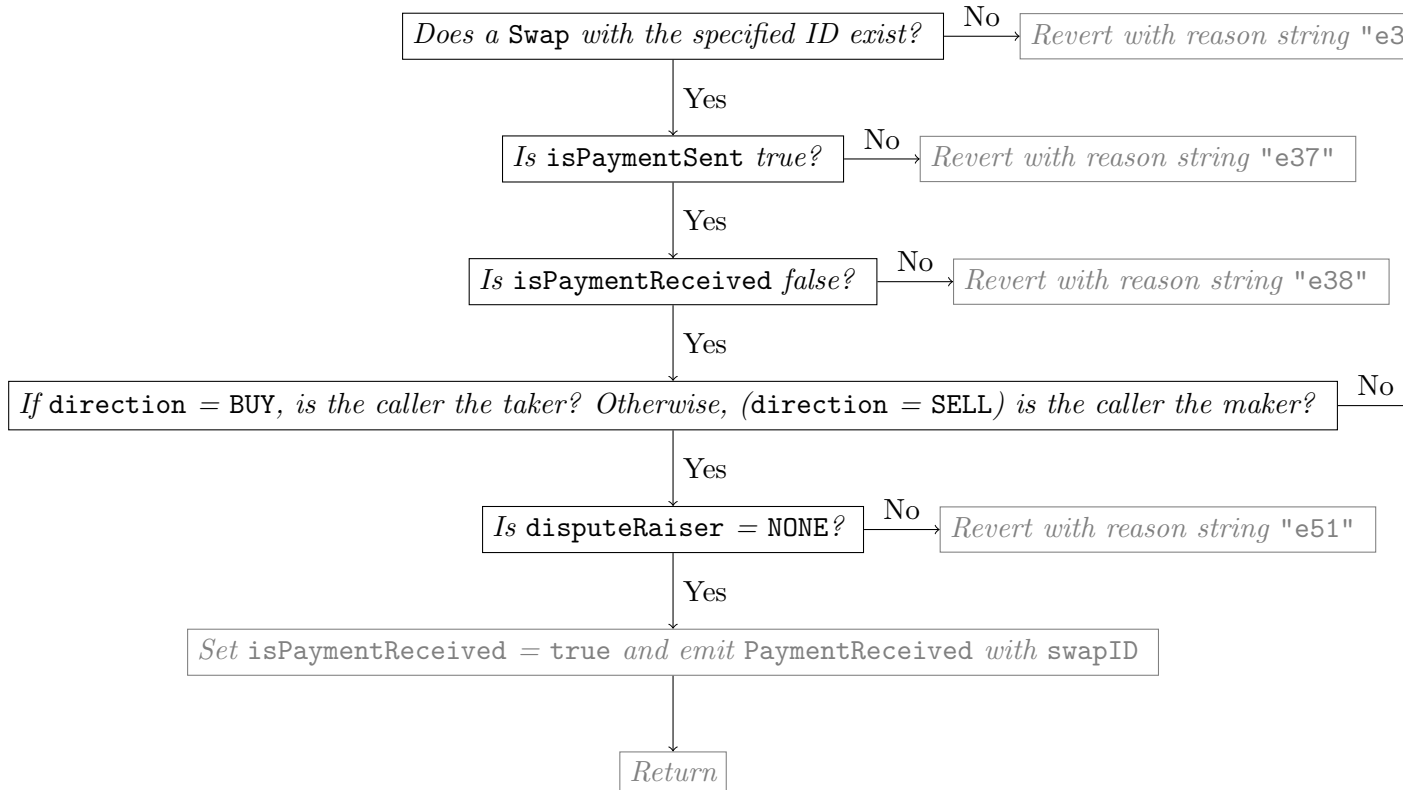 Does a Swap with the specified ID exist?
No
Revert with reason string "e3
Yes
Is isPaymentSent true?
No
Revert with reason string "e37"
Yes
Is isPaymentReceived false?
No
Revert with reason string "e38"
Yes
If direction = BUY, is the caller the taker? Otherwise, (direction = SELL) is the caller the maker?
No
Yes
Is disputeRaiser = NONE?
No
Revert with reason string "e51"
Yes
Set isPaymentReceived = true and emit PaymentReceived with swapID
Return